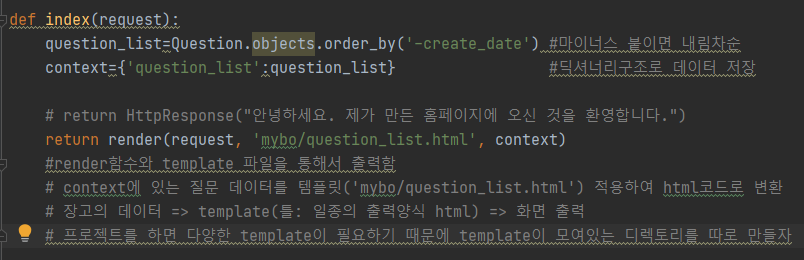 def index(request):
question_list=Question.objects.order_by('-create_date') #마이너스 붙이면 내림차순
context={'question_list':question_list} #딕셔너리구조로 데이터 저장
# return HttpResponse("안녕하세요. 제가 만든 홈페이지에 오신 것을 환영합니다.")
return render(request, 'mybo/question_list.html', context)
#render함수와 template 파일을 통해서 출력함
# context에 있는 질문 데이터를 템플릿('mybo/question_list.html') 적용하여 html코드로 변환
# 장고의 데이터 => template(틀: 일종의 출력양식 html) => 화면 출력
# 프로젝트를 하면 다양한 template이 필요하기 때문에 template이 모여있는 디렉토리를 따로 만들자